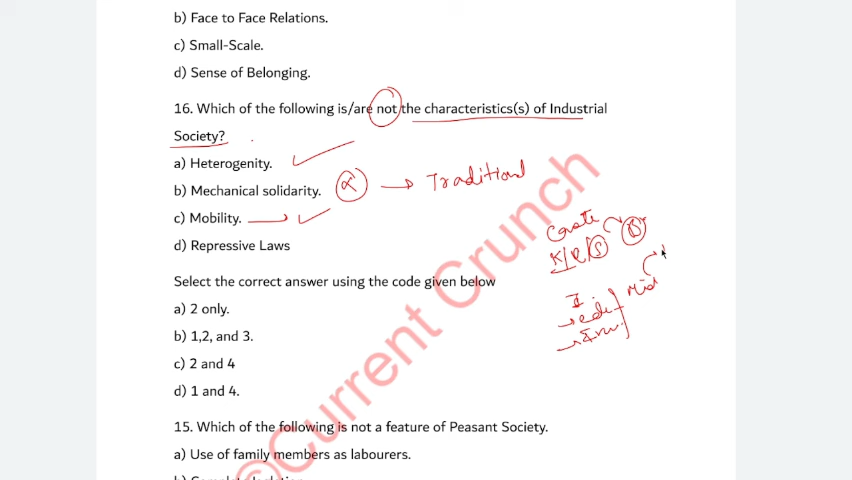 b) Face to Face Relations.
c) Small-Scale.
d) Sense of Belonging.
16. Which of the following is/are not the characteristics(s) of Industrial
Society?
a) Heterogenity.
b) Mechanical solidarity. → Traditional
c) Mobility.
d) Repressive Laws
Caste
K/R/S
Select the correct answer using the code given below
a) 2 only.
b) 1,2, and 3.
c) 2 and 4
d) 1 and 4.
15. Which of the following is not a feature of Peasant Society.
a) Use of family members as labourers.
©Current Crunch